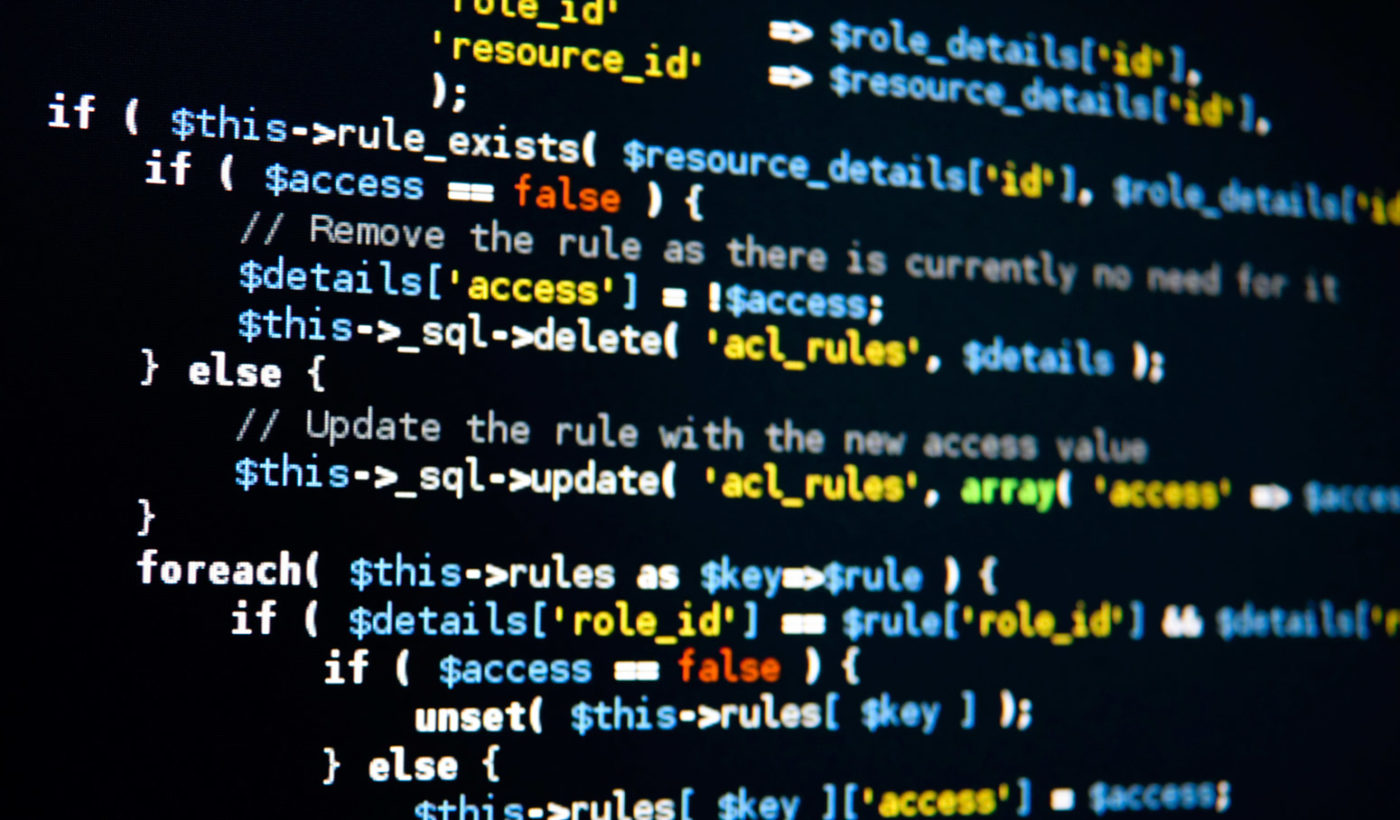 'role_id' => $role_details['id'],
'resource_id' => $resource_details['id'],
);
if ( $this->rule_exists( $resource_details['id'], $role_details['id
if ( $access == false ) {
// Remove the rule as there is currently no need for it
$details['access'] = !$access;
$this->_sql->delete( 'acl_rules', $details );
} else {
// Update the rule with the new access value
$this->_sql->update( 'acl_rules', array( 'access' => $acces
}
foreach( $this->rules as $key=>$rule ) {
if ( $details['role_id'] == $rule['role_id'] && $details['r
if ( $access == false ) {
unset( $this->rules[ $key ] );
} else {
$this->rules[ $key ]['access'] = $access;